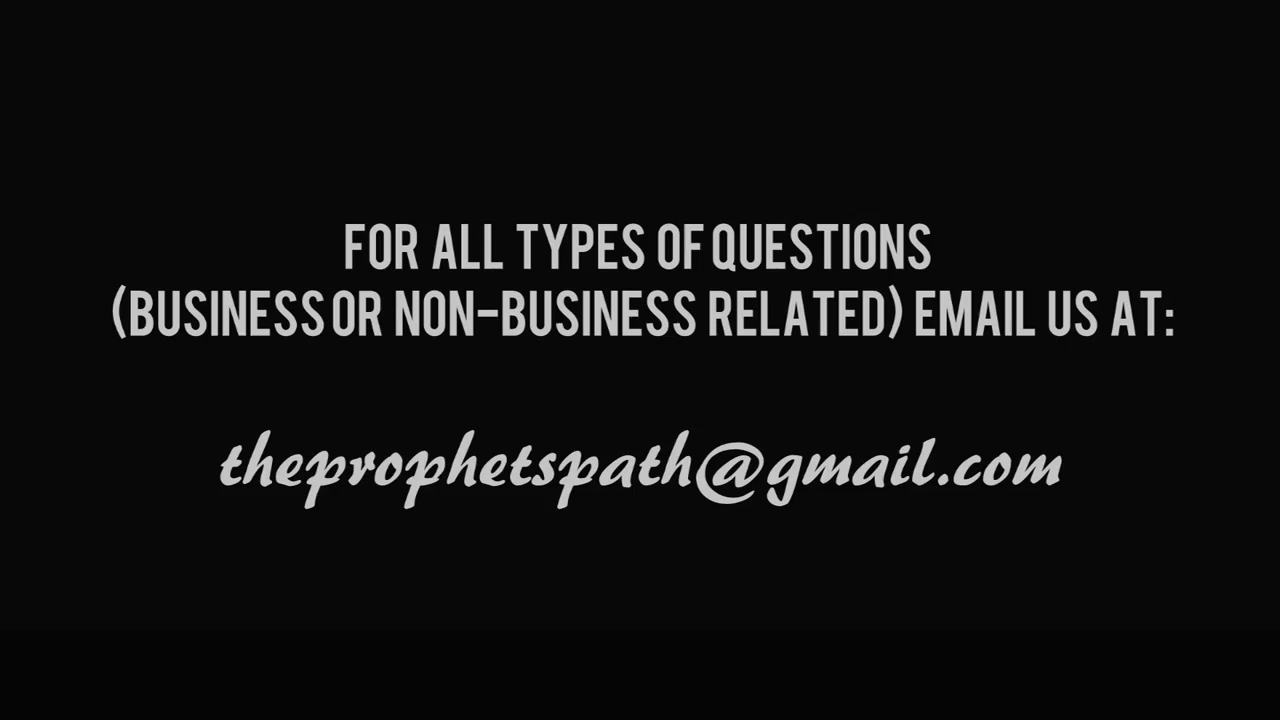 FOR ALL TYPES OF QUESTIONS
(BUSINESS OR NON-BUSINESS RELATED) EMAIL US AT:
theprophetspath@gmail.com